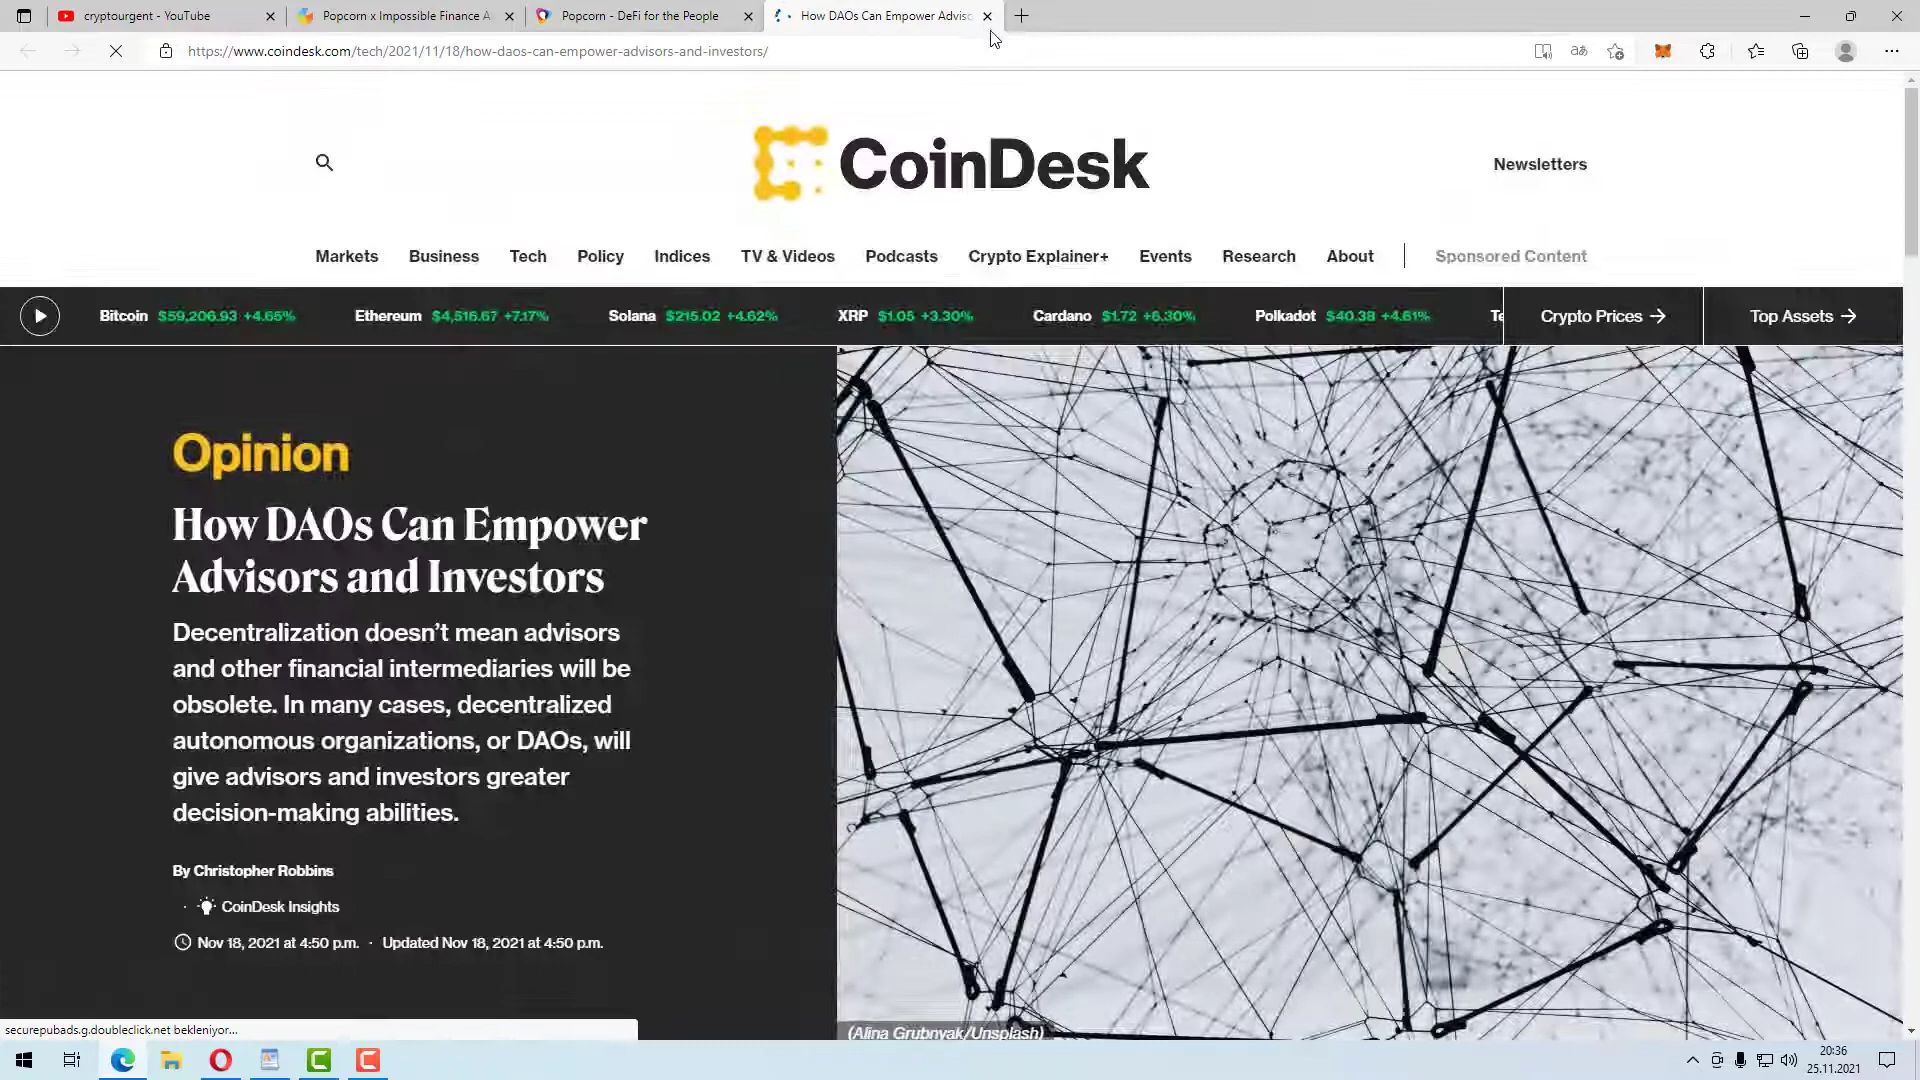 cryptourgent - YouTube
Popcorn x Impossible Finance A
Popcorn - DeFi for the People
How DAOs Can Empower Adviso
https://www.coindesk.com/tech/2021/11/18/how-daos-can-empower-advisors-and-investors/
CoinDesk
Newsletters
Markets Business Tech Policy Indices TV & Videos Podcasts Crypto Explainer+ Events Research About Sponsored Content
Bitcoin $59,206.93 +4.65% Ethereum $4,516.67 +7.17% Solana $215.02 +4.62% XRP $1.05 +3.30% Cardano $1.72 +6.30% Polkadot $40.38 +4.61% Te Crypto Prices → Top Assets →
Opinion
How DAOs Can Empower
Advisors and Investors
Decentralization doesn't mean advisors
and other financial intermediaries will be
obsolete. In many cases, decentralized
autonomous organizations, or DAOs, will
give advisors and investors greater
decision-making abilities.
By Christopher Robbins
· CoinDesk Insights
Nov 18, 2021 at 4:50 p.m. · Updated Nov 18, 2021 at 4:50 p.m.
(Alina Grubnyak/Unsplash)
securepubads.g.doubleclick.net bekleniyor...
20:36
25.11.2021